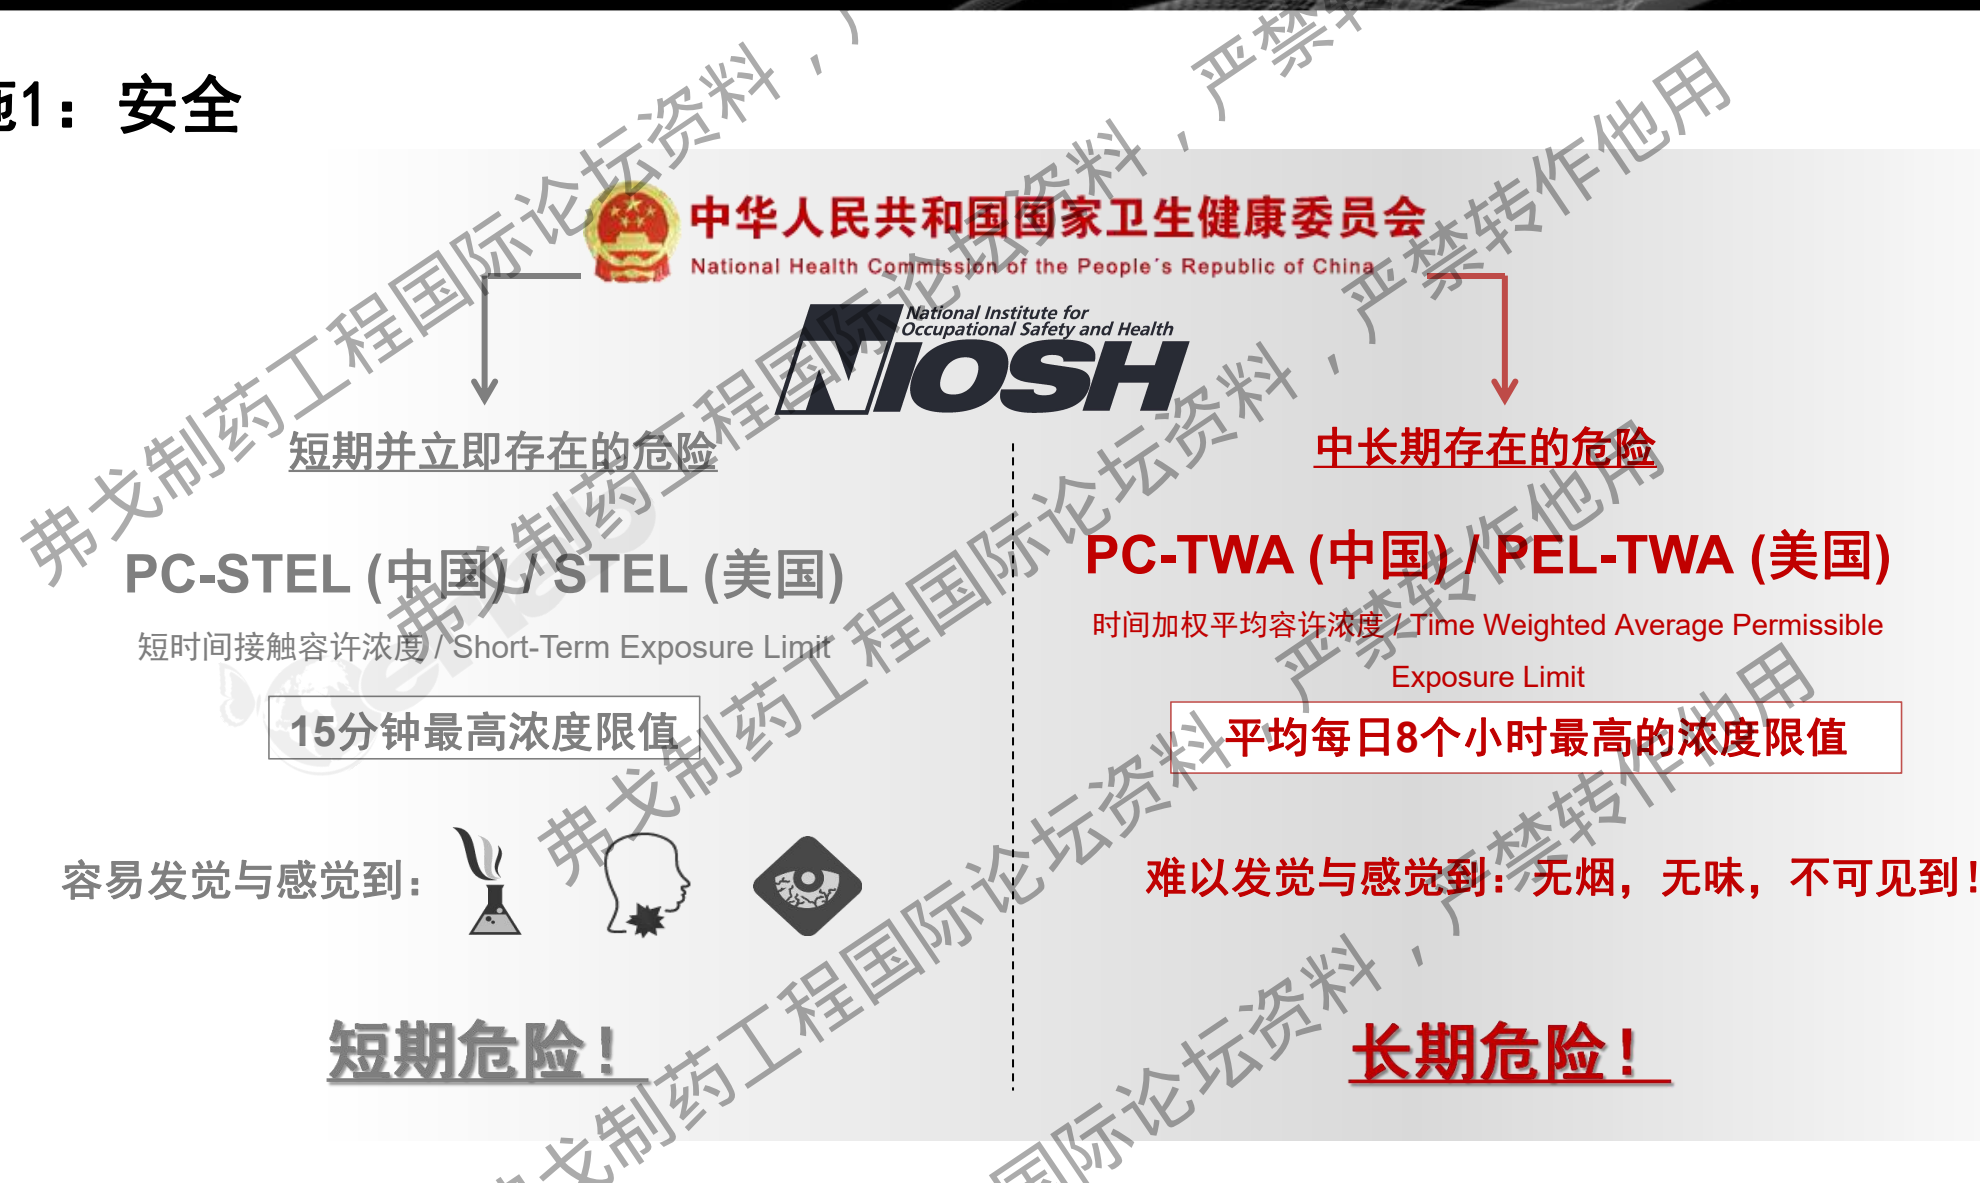 施1：安全
中华人民共和国国家卫生健康委员会
National Health Commission of the People´s Republic of China
National Institute for
Occupational Safety and Health
NIOSH
短期并立即存在的危险
PC-STEL (中国) / STEL (美国)
短时间接触容许浓度 / Short-Term Exposure Limit
15分钟最高浓度限值
容易发觉与感觉到：
短期危险！
中长期存在的危险
PC-TWA (中国) / PEL-TWA (美国)
时间加权平均容许浓度 / Time Weighted Average Permissible
Exposure Limit
平均每日8个小时最高的浓度限值
难以发觉与感觉到：无烟，无味，不可见到！
长期危险！
弗戈制药工程国际论坛资料，严禁转作他用
弗戈制药工程国际论坛资料，严禁转作他用
弗戈制药工程国际论坛资料，严禁转作他用